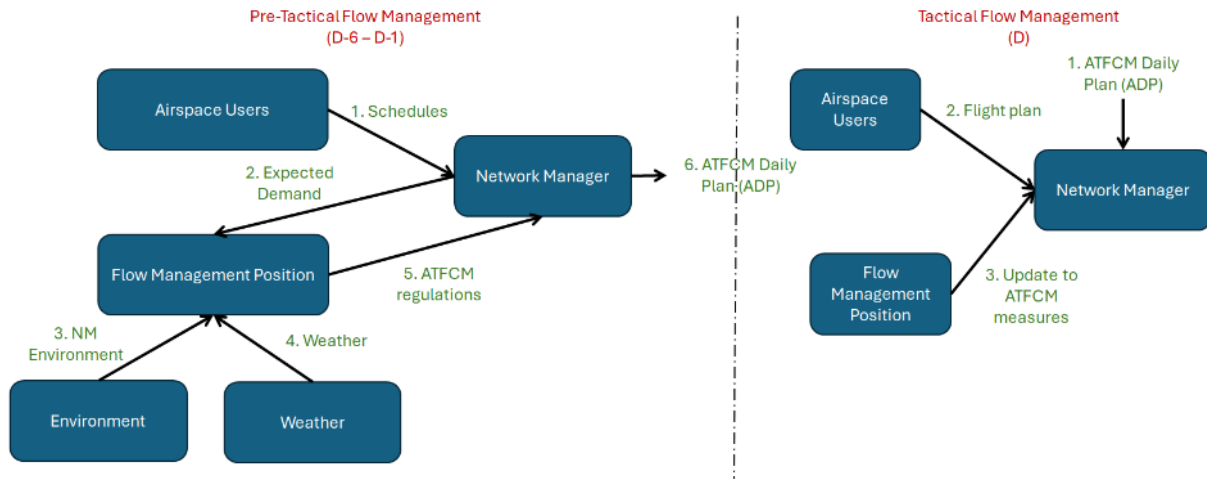 Pre-Tactical Flow Management
(D-6 – D-1)
Airspace Users
1. Schedules
2. Expected
Demand
Network Manager
6. ATFCM Daily
Plan (ADP)
Flow Management Position
5. ATFCM
regulations
3. NM
Environment
4. Weather
Environment
Weather
Tactical Flow Management
(D)
1. ATFCM Daily
Plan (ADP)
Airspace
Users
2. Flight plan
Network Manager
Flow
Management
Position
3. Update to
ATFCM
measures